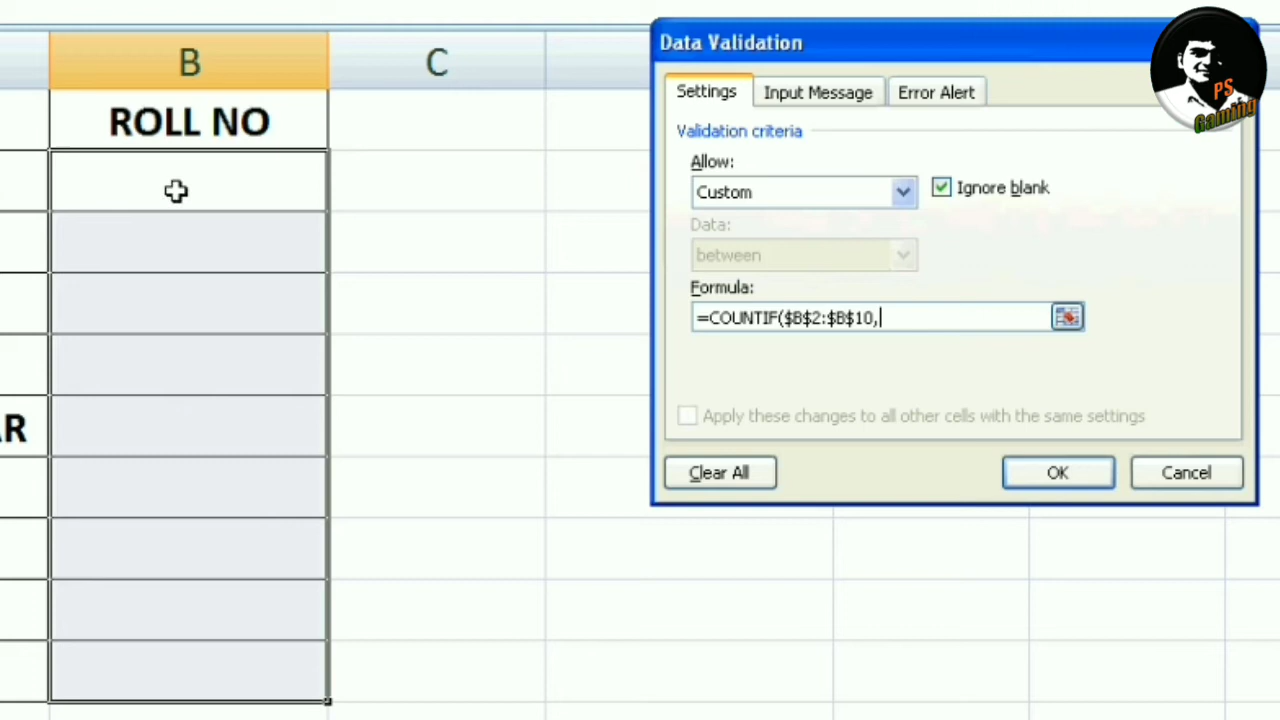 B
C
ROLL NO
AR
Data Validation
Settings
Input Message
Error Alert
Validation criteria
Allow:
Custom
Ignore blank
Data:
between
Formula:
=COUNTIF($B$2:$B$10,
Apply these changes to all other cells with the same settings
Clear All
OK
Cancel
PS
Gaming